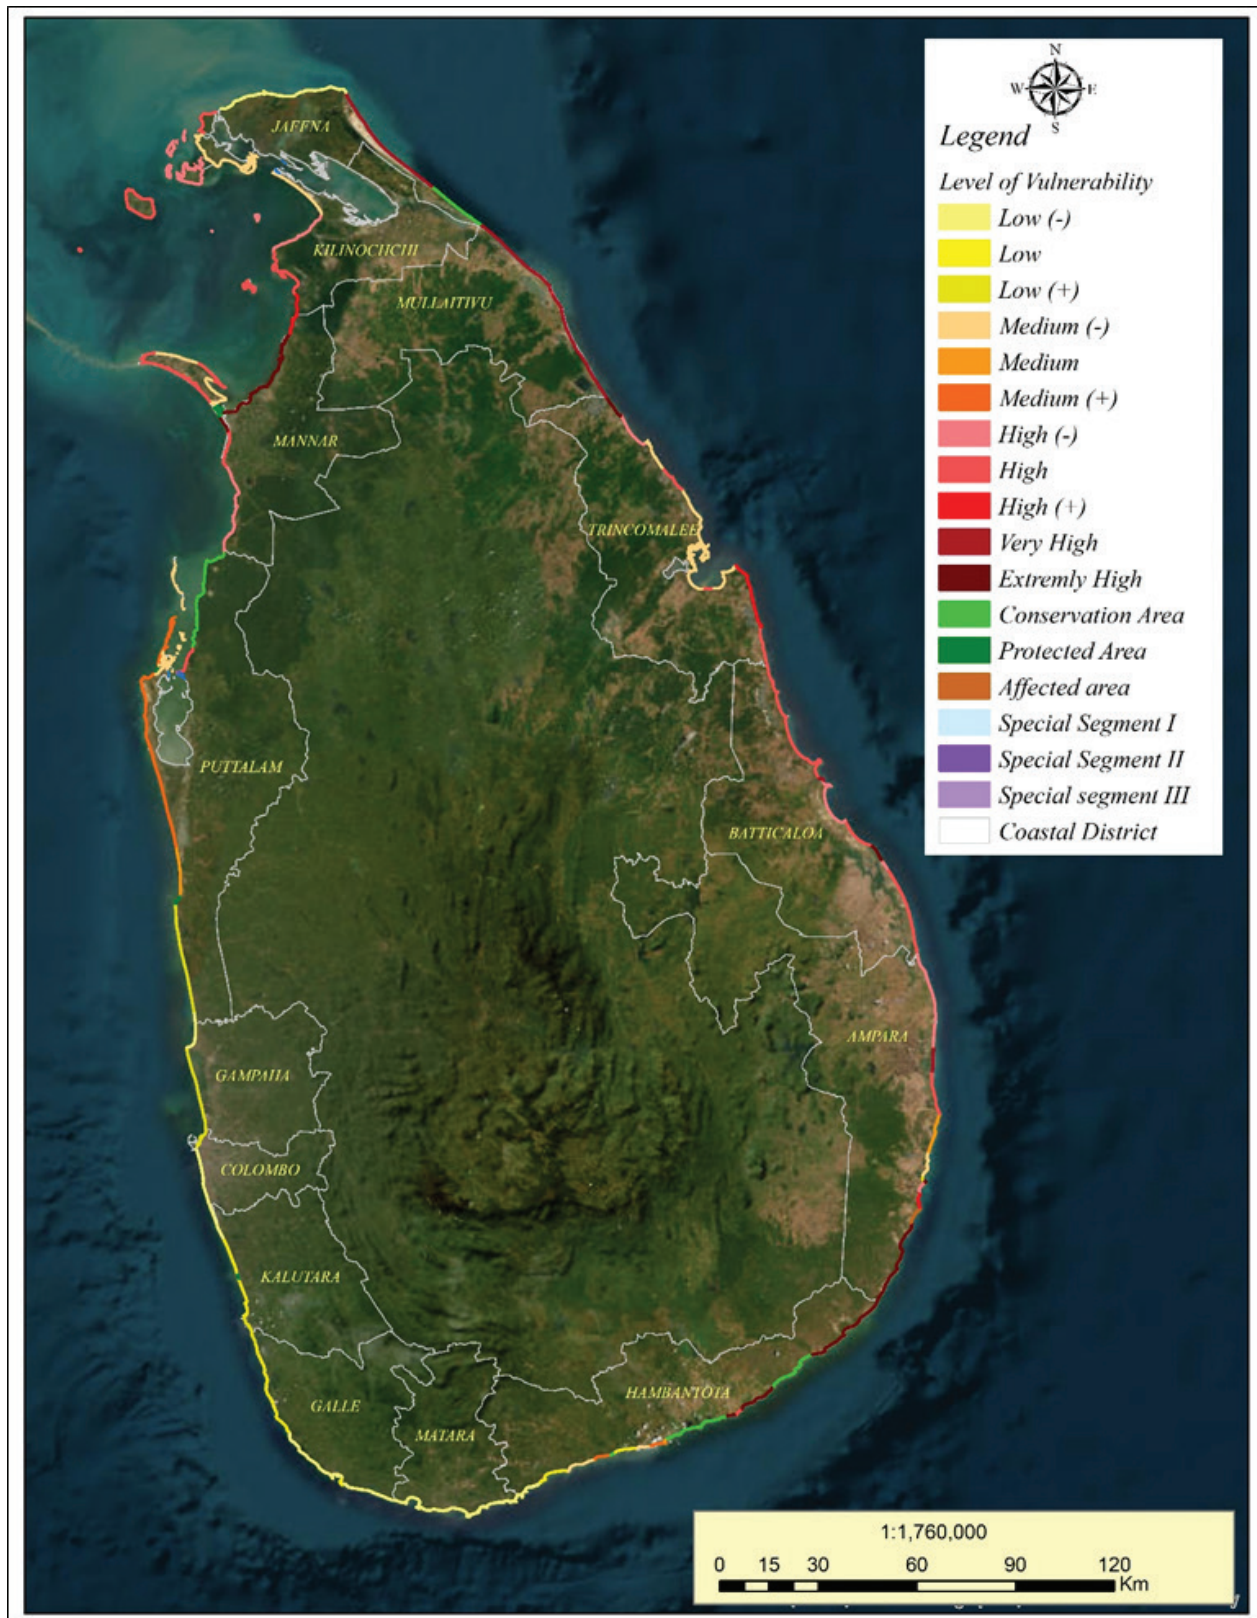 N
W E
S
Legend
Level of Vulnerability
Low (-)
Low
Low (+)
Medium (-)
Medium
Medium (+)
High (-)
High
High (+)
Very High
Extremly High
Conservation Area
Protected Area
Affected area
Special Segment I
Special Segment II
Special segment III
Coastal District
JAFFNA
KILINOCHCHI
MULLAITIVU
MANNAR
TRINCOMALEE
PUTTALAM
BATTICALOA
AMPARA
GAMPAHA
COLOMBO
KALUTARA
GALLE
MATARA
HAMBANTOTA
1:1,760,000
0 15 30 60 90 120
Km